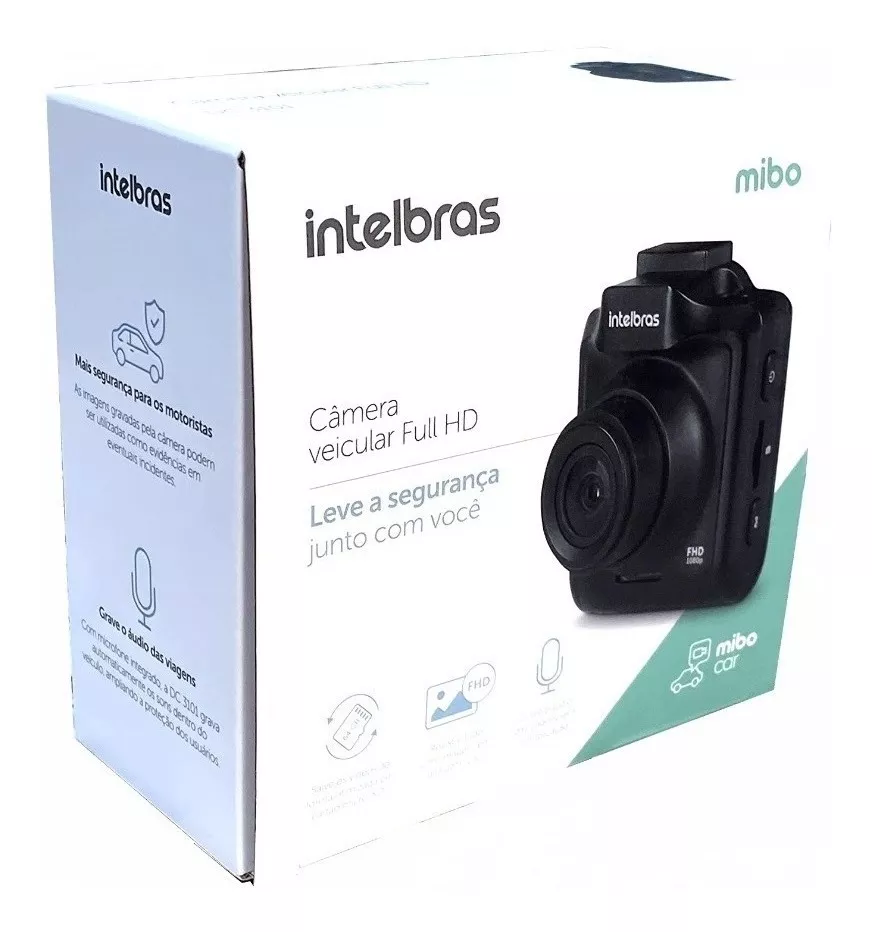 intelbras
Mais segurança para os motoristas
As imagens gravadas pela câmera podem
ser utilizadas como evidências em
eventuais incidentes.
Grave o áudio das viagens
Com microfone integrado, a DC 3101 grava
automaticamente os sons dentro do
veículo, ampliando a proteção dos usuários.
intelbras
mibo
intelbras
Câmera
veicular Full HD
Leve a segurança
junto com você
FHD
1080p
mibo
car
64 GB
FHD